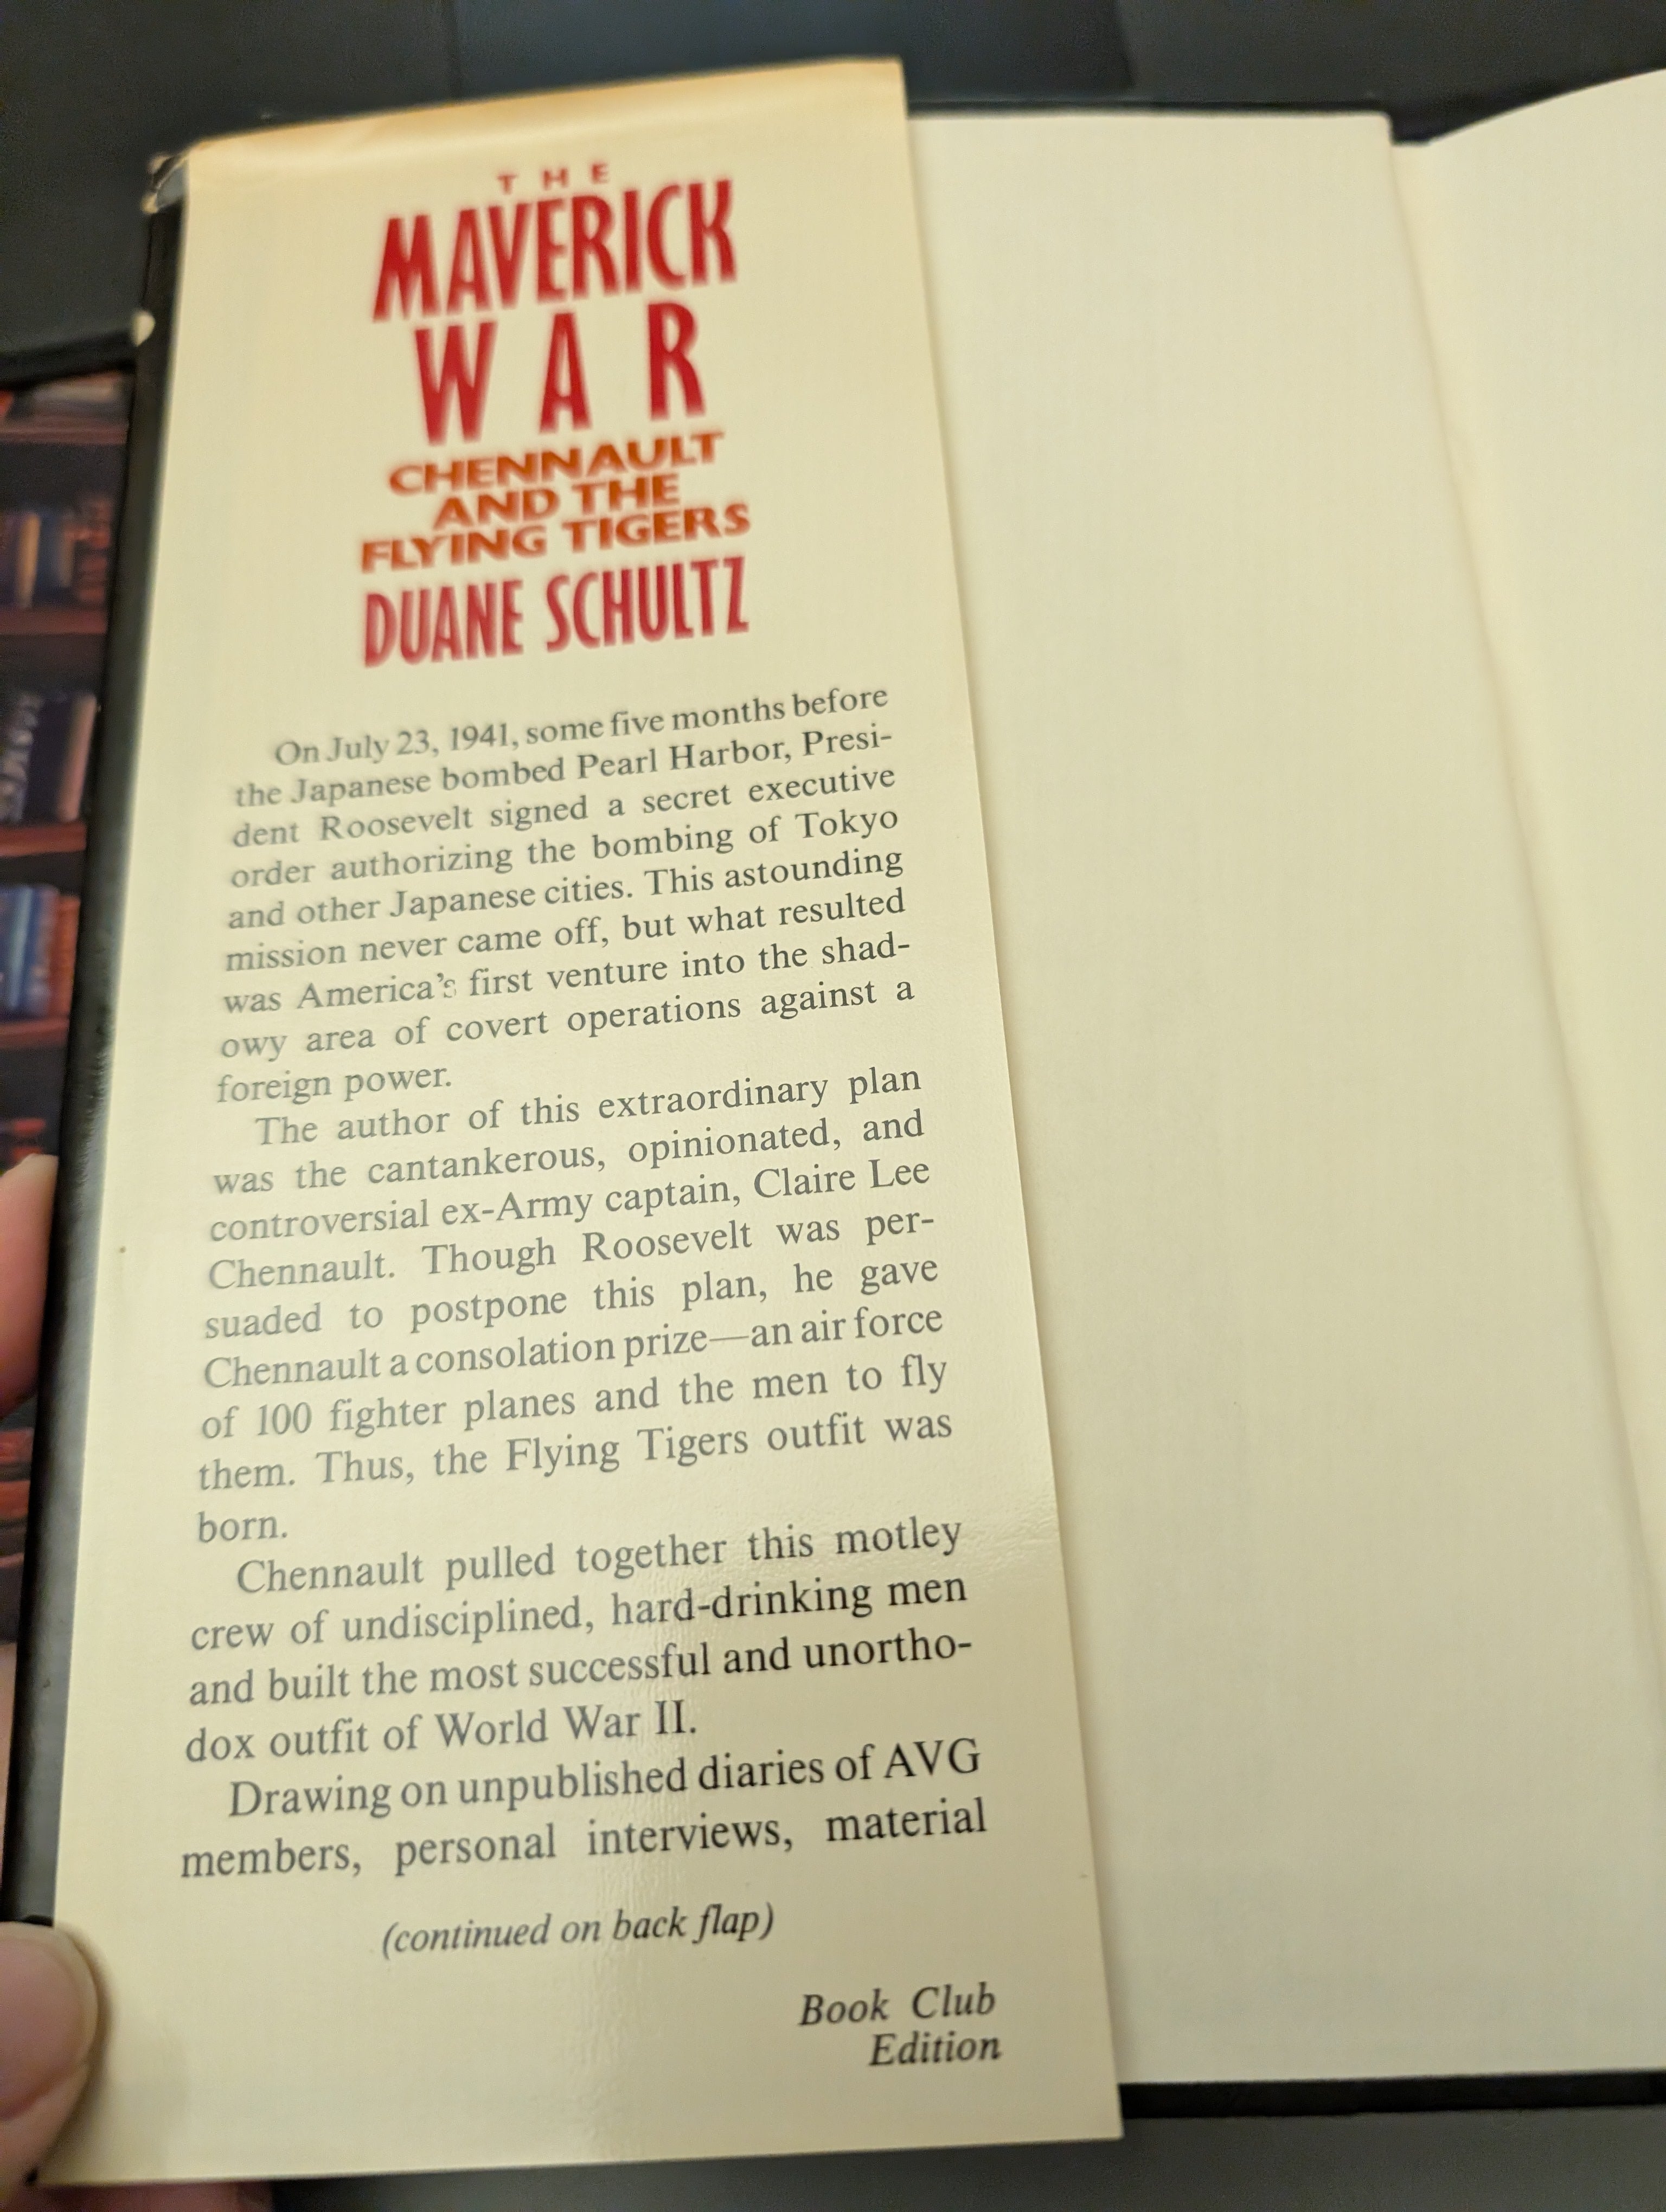 THE
MAVERICK
WAR
CHENNAULT
AND THE
FLYING TIGERS
DUANE SCHULTZ
On July 23, 1941, some five months before
the Japanese bombed Pearl Harbor, Presi-
dent Roosevelt signed a secret executive
order authorizing the bombing of Tokyo
and other Japanese cities. This astounding
mission never came off, but what resulted
was America's first venture into the shad-
owy area of covert operations against a
foreign power.
The author of this extraordinary plan
was the cantankerous, opinionated, and
controversial ex-Army captain, Claire Lee
Chennault. Though Roosevelt was per-
suaded to postpone this plan, he gave
Chennault a consolation prize—an air force
of 100 fighter planes and the men to fly
them. Thus, the Flying Tigers outfit was
born.
Chennault pulled together this motley
crew of undisciplined, hard-drinking men
and built the most successful and unortho-
dox outfit of World War II.
Drawing on unpublished diaries of AVG
members, personal interviews, material
(continued on back flap)
Book Club
Edition